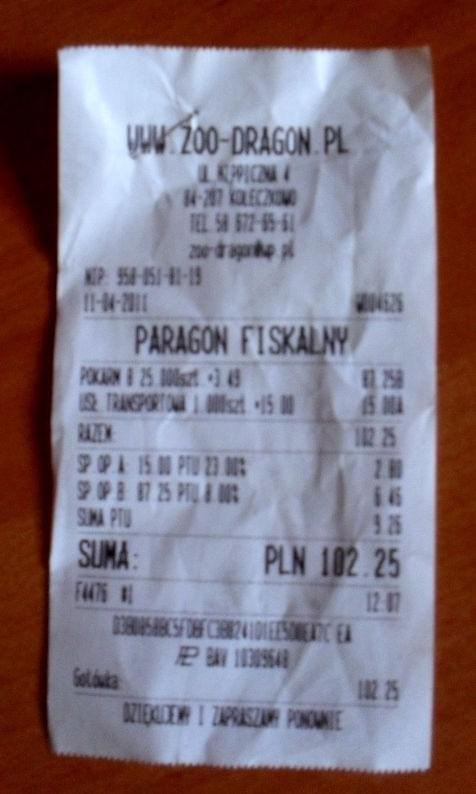 WWW.ZOO-DRAGON.PL
UL. 4
84-207 KOLECZKOWO
TEL.58 672-65-61
zoo-dragon@wp.pl
NIP: 958-051-01-19
11-04-2011 W004626
PARAGON FISKALNY
POKARM B 25.000szt. *3.49 87.25B
USŁ TRANSPORTOWA 1.000szt *15.00 15.00A
RAZEM: 102.25
SP.OP.A: 15.00 PTU 23.00% 2.80
SP.OP.B: 87.25 PTU 8.00% 6.46
SUMA PTU 9.26
SUMA: PLN 102.25
F4476 #1 12:07
BAV 10309648
Gotówka: 102.25
DZIĘKUJEMY I ZAPRASZAMY PONOWNIE